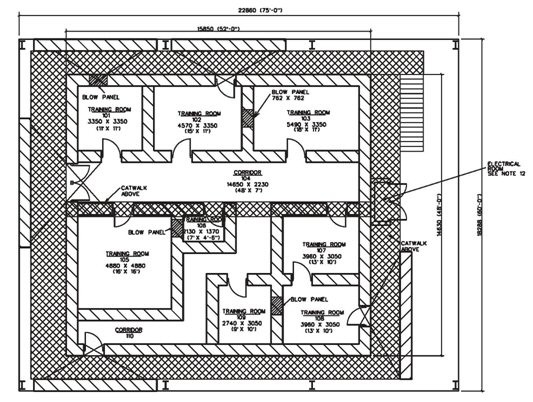 22860 (75'-0")
15850 (52'-0")
BLOW PANEL
TRAINING ROOM
101
3350 X 3350
(11' X 11')
TRAINING ROOM
102
4570 X 3350
(15' X 11')
BLOW PANEL
762 X 762
TRAINING ROOM
103
5490 X 3350
(18' X 11')
CORRIDOR
104
14650 X 2230
(48' X 7')
CATWALK
ABOVE
ELECTRICAL
ROOM
SEE NOTE 12
14630 (48'-0")
18288 (60'-0")
BLOW PANEL
TRAINING ROOM
106
2130 X 1370
(7' X 4'-6")
TRAINING ROOM
105
4880 X 4880
(16' X 16')
TRAINING ROOM
107
3960 X 3050
(13' X 10')
CATWALK
ABOVE
BLOW PANEL
TRAINING ROOM
109
2740 X 3050
(9' X 10')
TRAINING ROOM
108
3960 X 3050
(13' X 10')
CORRIDOR
110